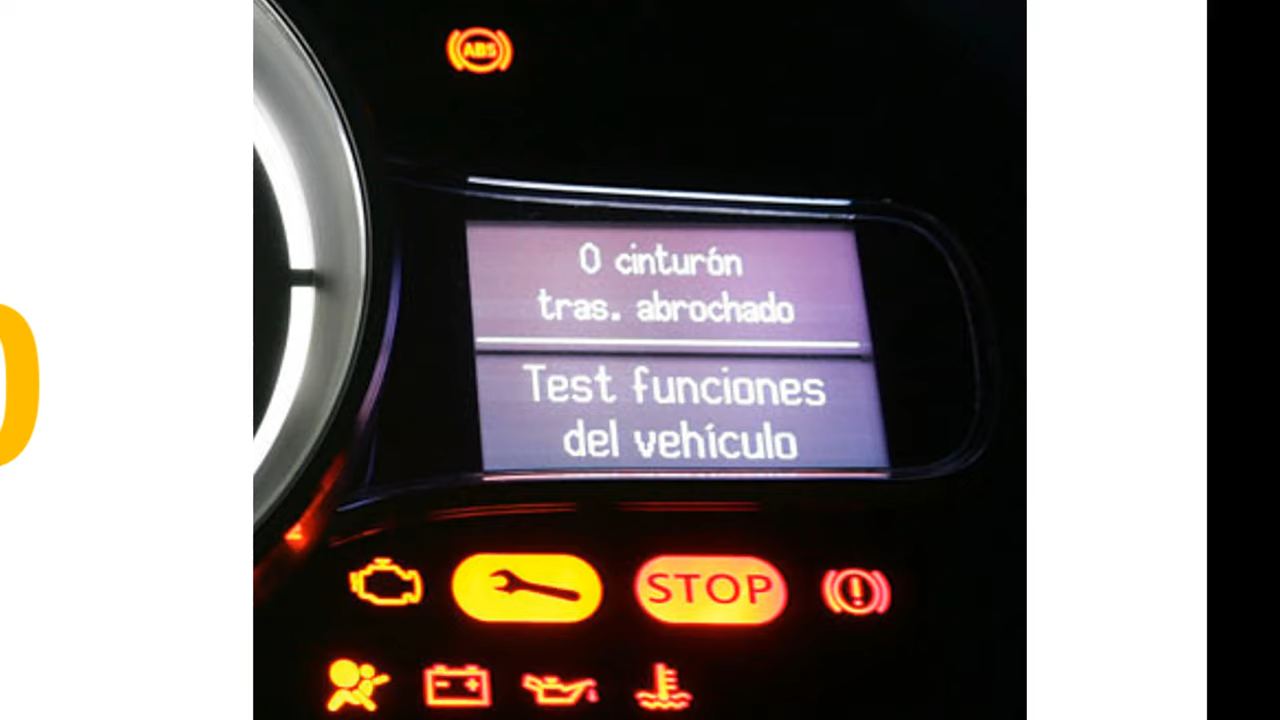 ABS
0 cinturón
tras. abrochado
Test funciones
del vehículo
STOP